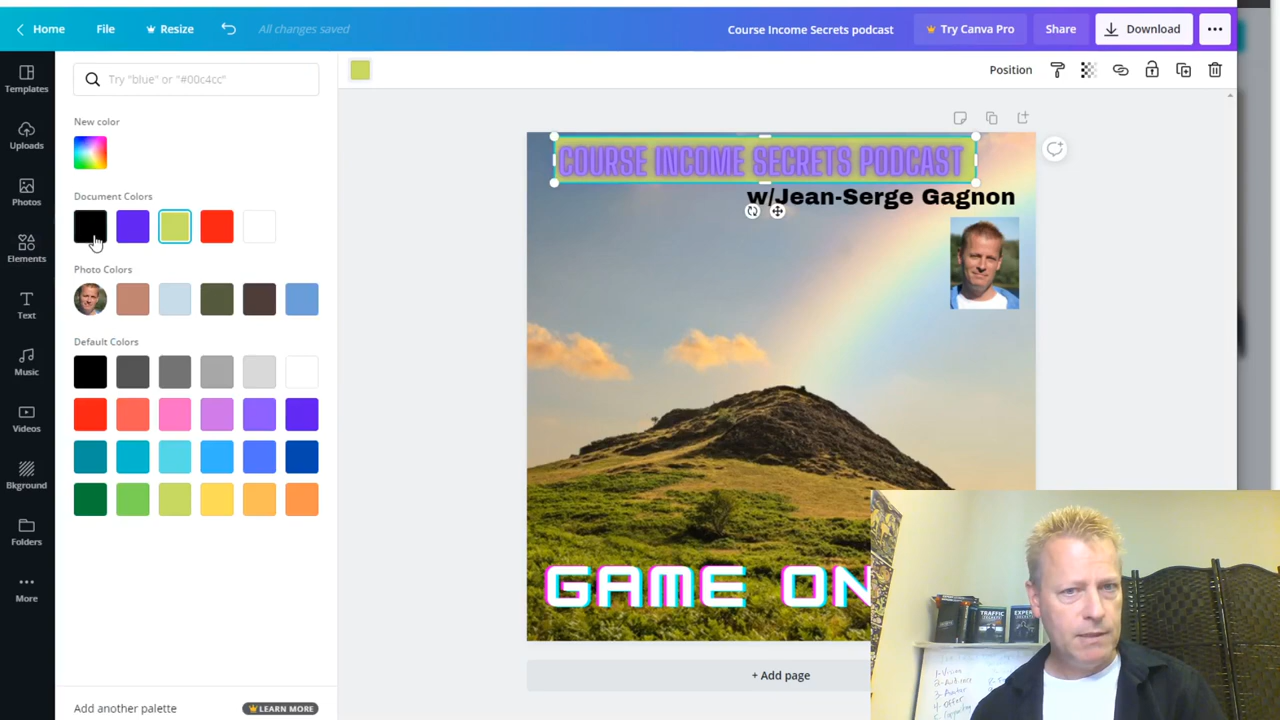 Home File Resize All changes saved Course Income Secrets podcast Try Canva Pro Share Download
Templates
Uploads
Photos
Elements
Text
Music
Videos
Bkground
Folders
More
Try "blue" or "#00c4cc"
New color
Document Colors
Photo Colors
Default Colors
Add another palette LEARN MORE
Position
COURSE INCOME SECRETS PODCAST
w/Jean-Serge Gagnon
GAME ON
+ Add page
TRAFFIC
SECRETS